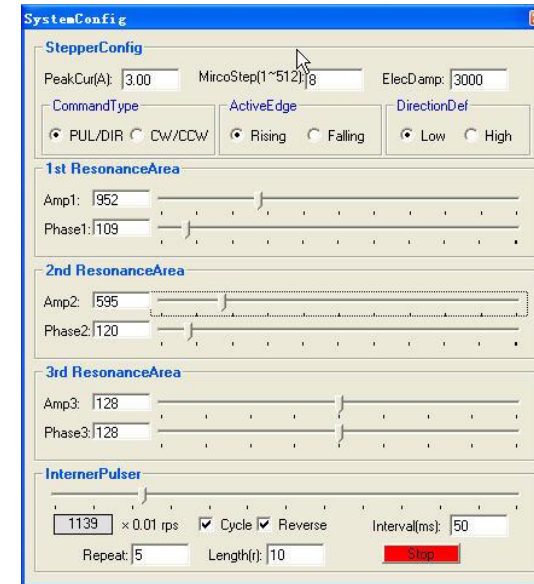 SystemConfig
StepperConfig
PeakCur(A): 3.00 MircoStep(1~512): 8 ElecDamp: 3000
CommandType ActiveEdge DirectionDef
PUL/DIR CW/CCW Rising Falling Low High
1st ResonanceArea
Amp1: 952
Phase1: 109
2nd ResonanceArea
Amp2: 595
Phase2: 120
3rd ResonanceArea
Amp3: 128
Phase3: 128
InternerPulser
1139 × 0.01 rps Cycle Reverse Interval(ms): 50
Repeat: 5 Length(r): 10 Stop